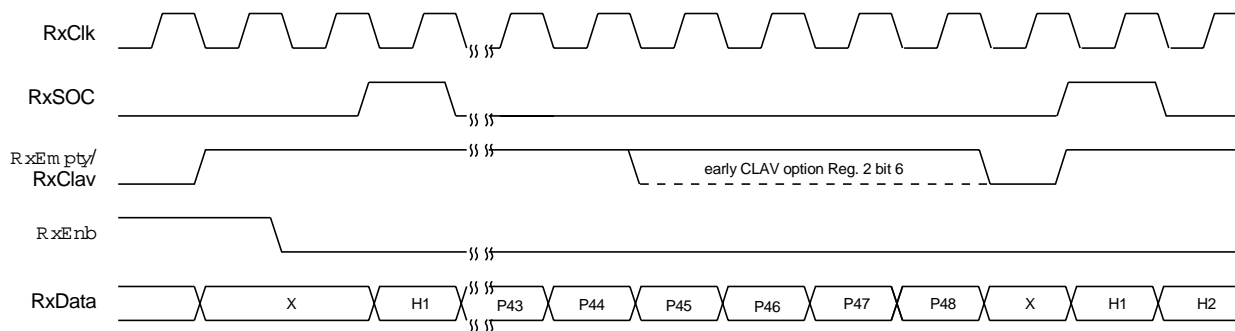 RxClk
RxSOC
RxEmpty/
RxClav
early CLAV option Reg. 2 bit 6
RxEnb
RxData
X H1 P43 P44 P45 P46 P47 P48 X H1 H2